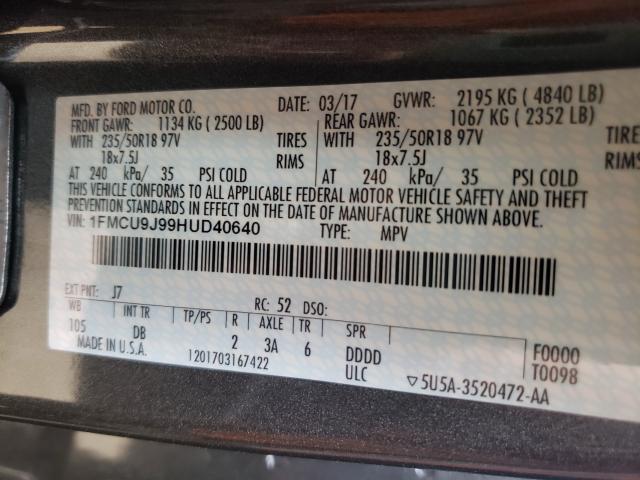 MFD. BY FORD MOTOR CO. DATE: 03/17 GVWR: 2195 KG ( 4840 LB)
FRONT GAWR: 1134 KG ( 2500 LB) REAR GAWR: 1067 KG ( 2352 LB)
WITH 235/50R18 97V TIRES WITH 235/50R18 97V TIRES
18x7.5J RIMS 18x7.5J RIMS
AT 240 kPa/ 35 PSI COLD AT 240 kPa/ 35 PSI COLD
THIS VEHICLE CONFORMS TO ALL APPLICABLE FEDERAL MOTOR VEHICLE SAFETY AND THEFT
PREVENTION STANDARDS IN EFFECT ON THE DATE OF MANUFACTURE SHOWN ABOVE.
VIN: 1FMCU9J99HUD40640 TYPE: MPV
EXT PNT: J7 RC: 52 DSO:
WB INT TR TP/PS R AXLE TR SPR
105 DB 2 3A 6 DDDD F0000
MADE IN U.S.A. 1201703167422 ULC T0098
▽5U5A-3520472-AA